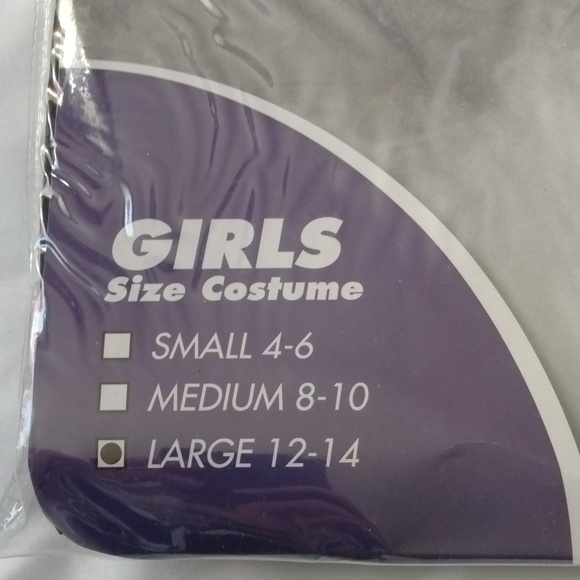 GIRLS
Size Costume
SMALL 4-6
MEDIUM 8-10
LARGE 12-14